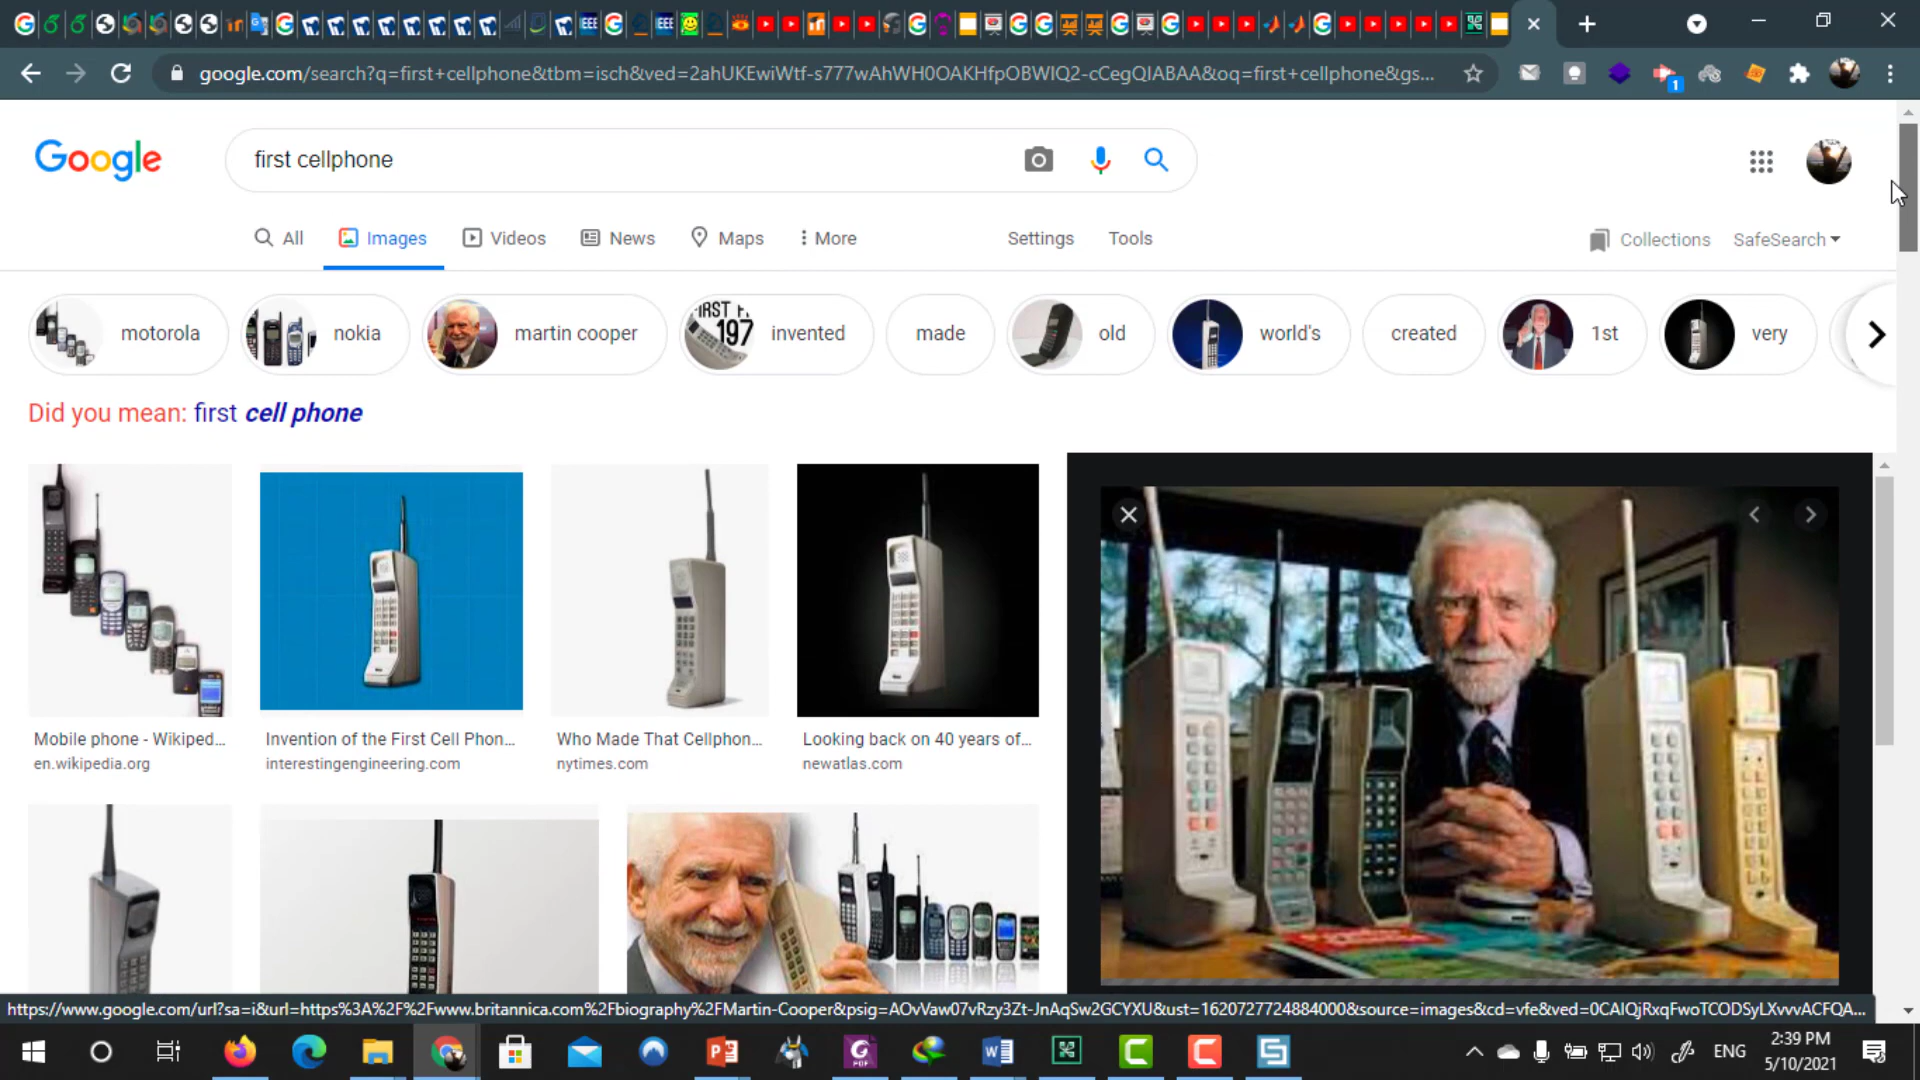 google.com/search?q=first+cellphone&tbm=isch&ved=2ahUKEwiWtf-s777wAhWH0OAKHfpOBWIQ2-cCegQIABAA&oq=first+cellphone&gs...
1
Google
first cellphone
All
Images
Videos
News
Maps
More
Settings
Tools
Collections
SafeSearch
motorola
nokia
martin cooper
invented
made
old
world's
created
1st
very
Did you mean: first cell phone
Mobile phone - Wikiped...
en.wikipedia.org
Invention of the First Cell Phon...
interestingengineering.com
Who Made That Cellphon...
nytimes.com
Looking back on 40 years of...
newatlas.com
https://www.google.com/url?sa=i&url=https%3A%2F%2Fwww.britannica.com%2Fbiography%2FMartin-Cooper&psig=AOvVaw07vRzy3Zt-JnAqSw2GCYXU&ust=1620727724884000&source=images&cd=vfe&ved=0CAIQjRxqFwoTCODSyLXvvvACFQA...
ENG
2:39 PM
5/10/2021